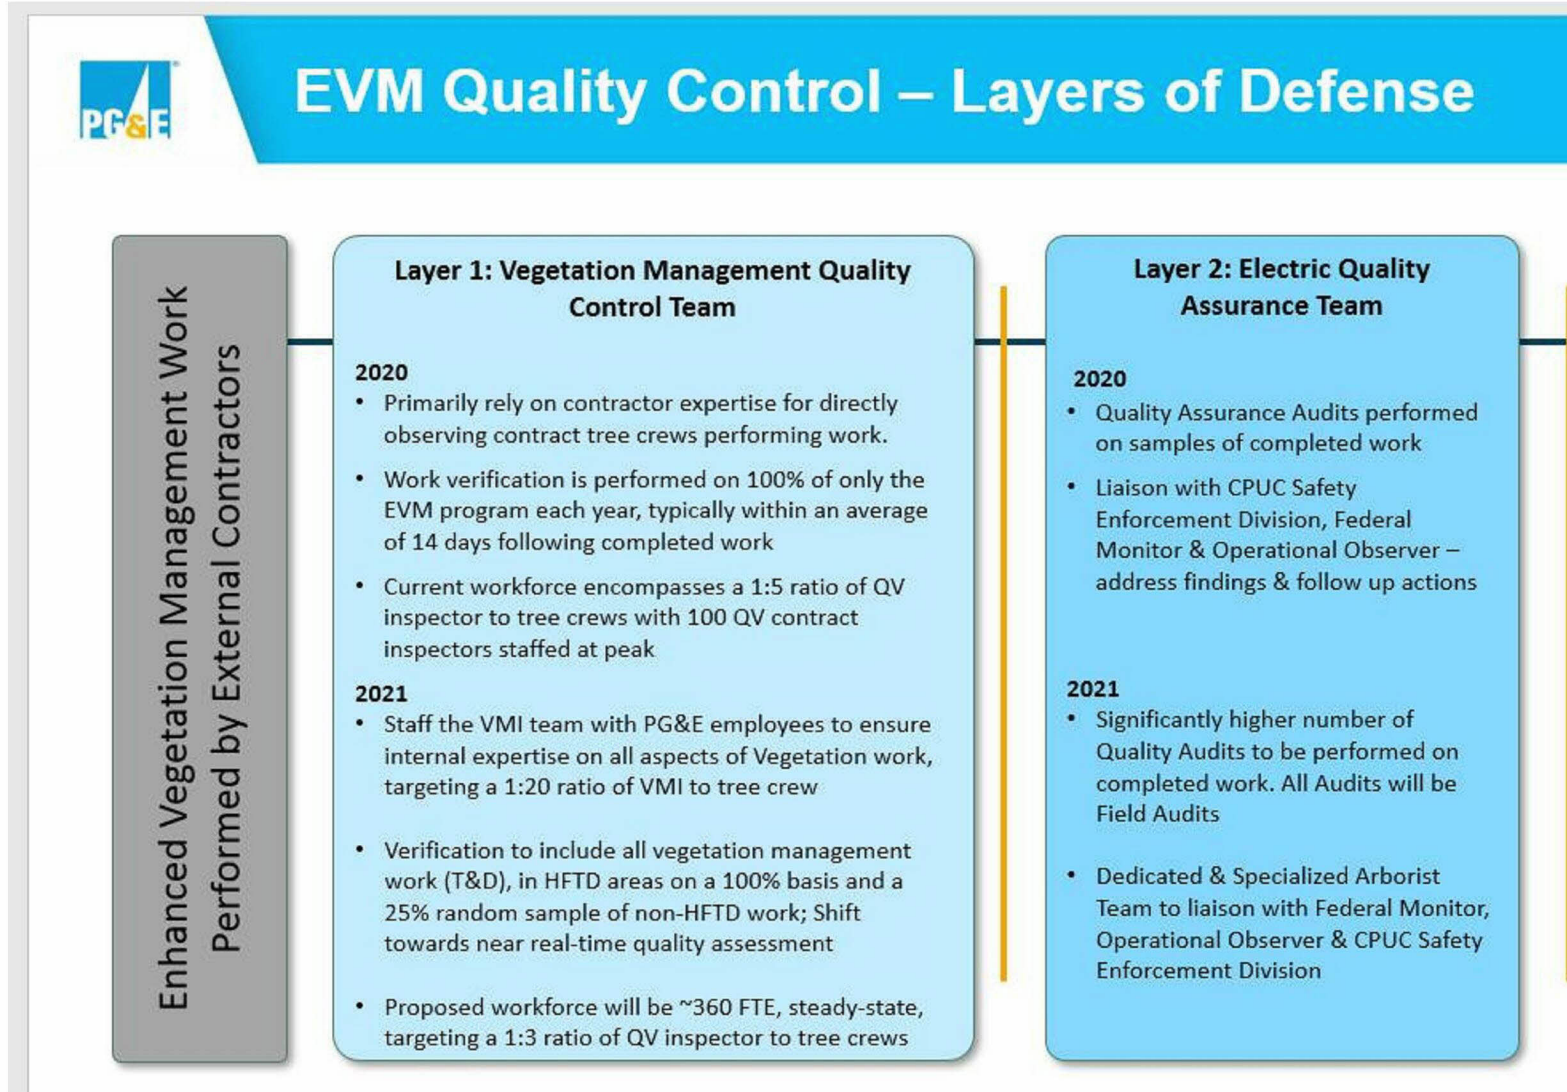 PG&E
EVM Quality Control – Layers of Defense
Enhanced Vegetation Management Work
Performed by External Contractors
Layer 1: Vegetation Management Quality
Control Team
2020
• Primarily rely on contractor expertise for directly
observing contract tree crews performing work.
• Work verification is performed on 100% of only the
EVM program each year, typically within an average
of 14 days following completed work
• Current workforce encompasses a 1:5 ratio of QV
inspector to tree crews with 100 QV contract
inspectors staffed at peak
2021
• Staff the VMI team with PG&E employees to ensure
internal expertise on all aspects of Vegetation work,
targeting a 1:20 ratio of VMI to tree crew
• Verification to include all vegetation management
work (T&D), in HFTD areas on a 100% basis and a
25% random sample of non-HFTD work; Shift
towards near real-time quality assessment
• Proposed workforce will be ~360 FTE, steady-state,
targeting a 1:3 ratio of QV inspector to tree crews
Layer 2: Electric Quality
Assurance Team
2020
• Quality Assurance Audits performed
on samples of completed work
• Liaison with CPUC Safety
Enforcement Division, Federal
Monitor & Operational Observer –
address findings & follow up actions
2021
• Significantly higher number of
Quality Audits to be performed on
completed work. All Audits will be
Field Audits
• Dedicated & Specialized Arborist
Team to liaison with Federal Monitor,
Operational Observer & CPUC Safety
Enforcement Division